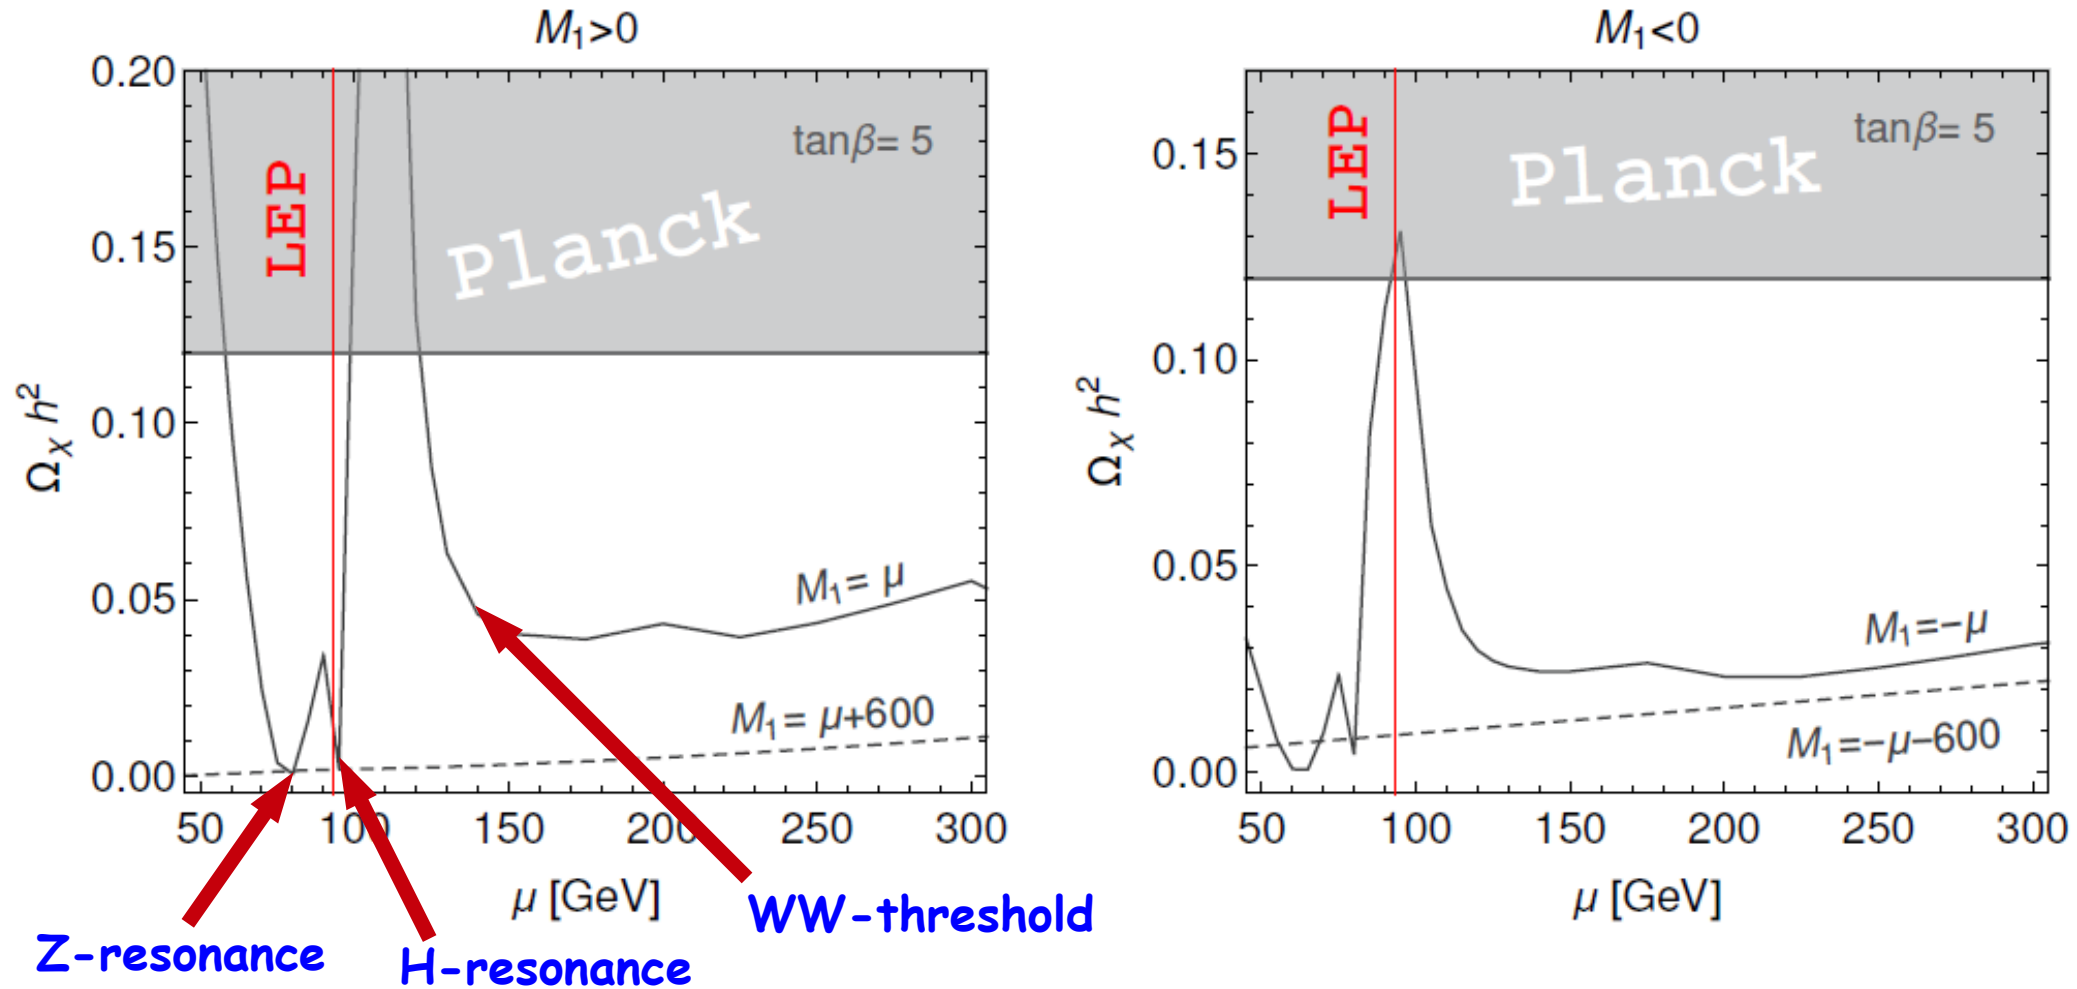 M₁>0
0.20
0.15
0.10
0.05
0.00
Ωχ h²
LEP
Planck
tanβ= 5
M₁= μ
M₁= μ+600
50 100 150 200 250 300
μ [GeV]
Z-resonance
H-resonance
WW-threshold
M₁<0
0.15
0.10
0.05
0.00
Ωχ h²
LEP
Planck
tanβ= 5
M₁=−μ
M₁=−μ−600
50 100 150 200 250 300
μ [GeV]